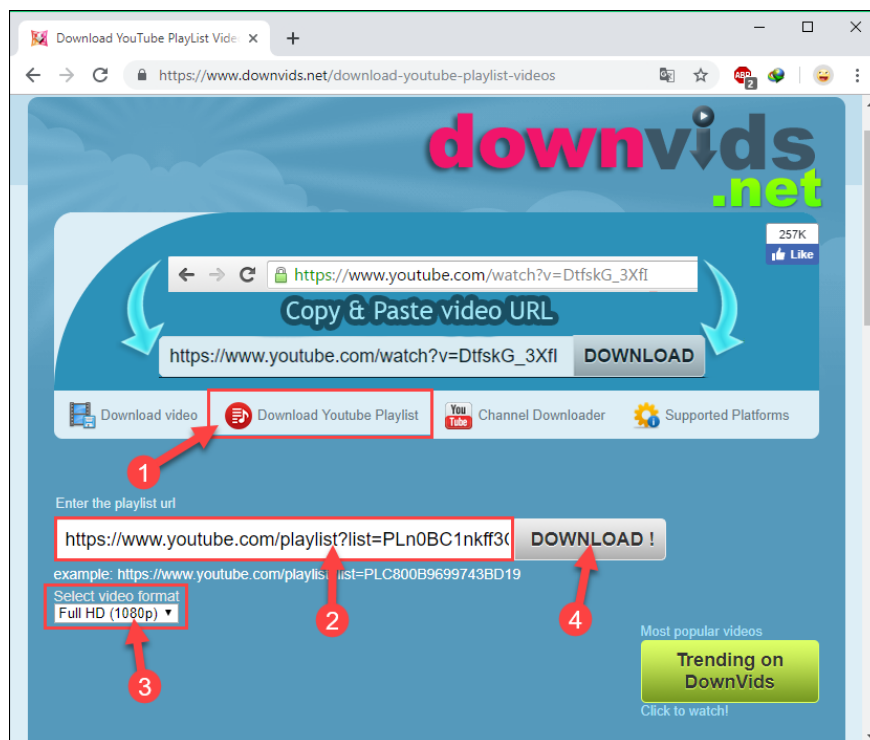 Download YouTube PlayList Vide
https://www.downvids.net/download-youtube-playlist-videos
ABP
2
downvids
.net
257K
Like
https://www.youtube.com/watch?v=DtfskG_3XfI
Copy & Paste video URL
https://www.youtube.com/watch?v=DtfskG_3XfI DOWNLOAD
Download video Download Youtube Playlist You Tube Channel Downloader Supported Platforms
1
Enter the playlist url
https://www.youtube.com/playlist?list=PLn0BC1nkff3 DOWNLOAD !
example: https://www.youtube.com/playlist?list=PLC800B9699743BD19
Select video format
Full HD (1080p)
2
4
3
Most popular videos
Trending on
DownVids
Click to watch!